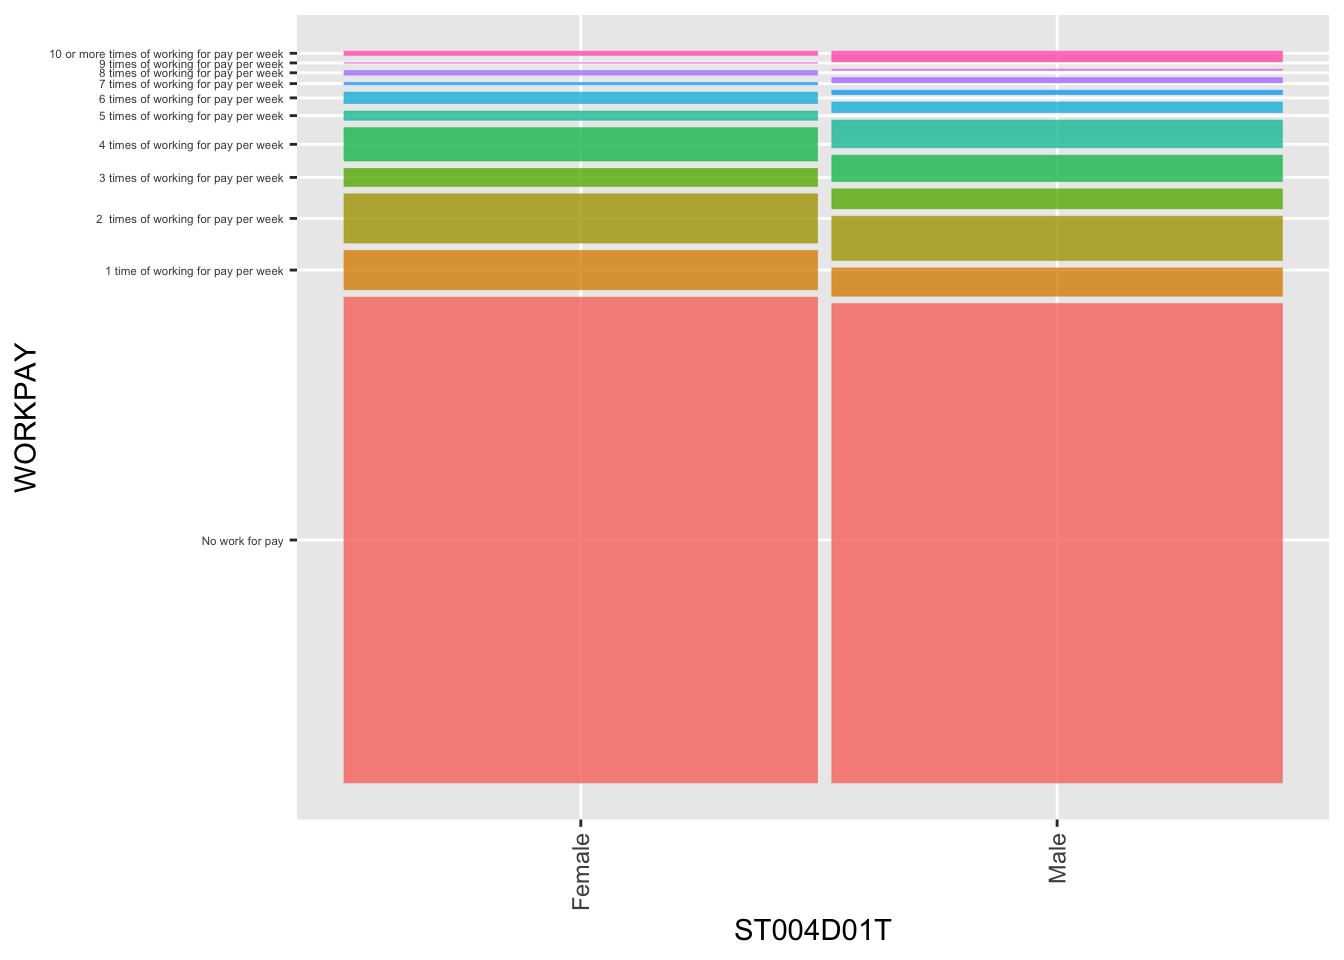 10 or more times of working for pay per week
9 times of working for pay per week
8 times of working for pay per week
7 times of working for pay per week
6 times of working for pay per week
5 times of working for pay per week
4 times of working for pay per week
3 times of working for pay per week
2  times of working for pay per week
1 time of working for pay per week
No work for pay
WORKPAY
Female
Male
ST004D01T